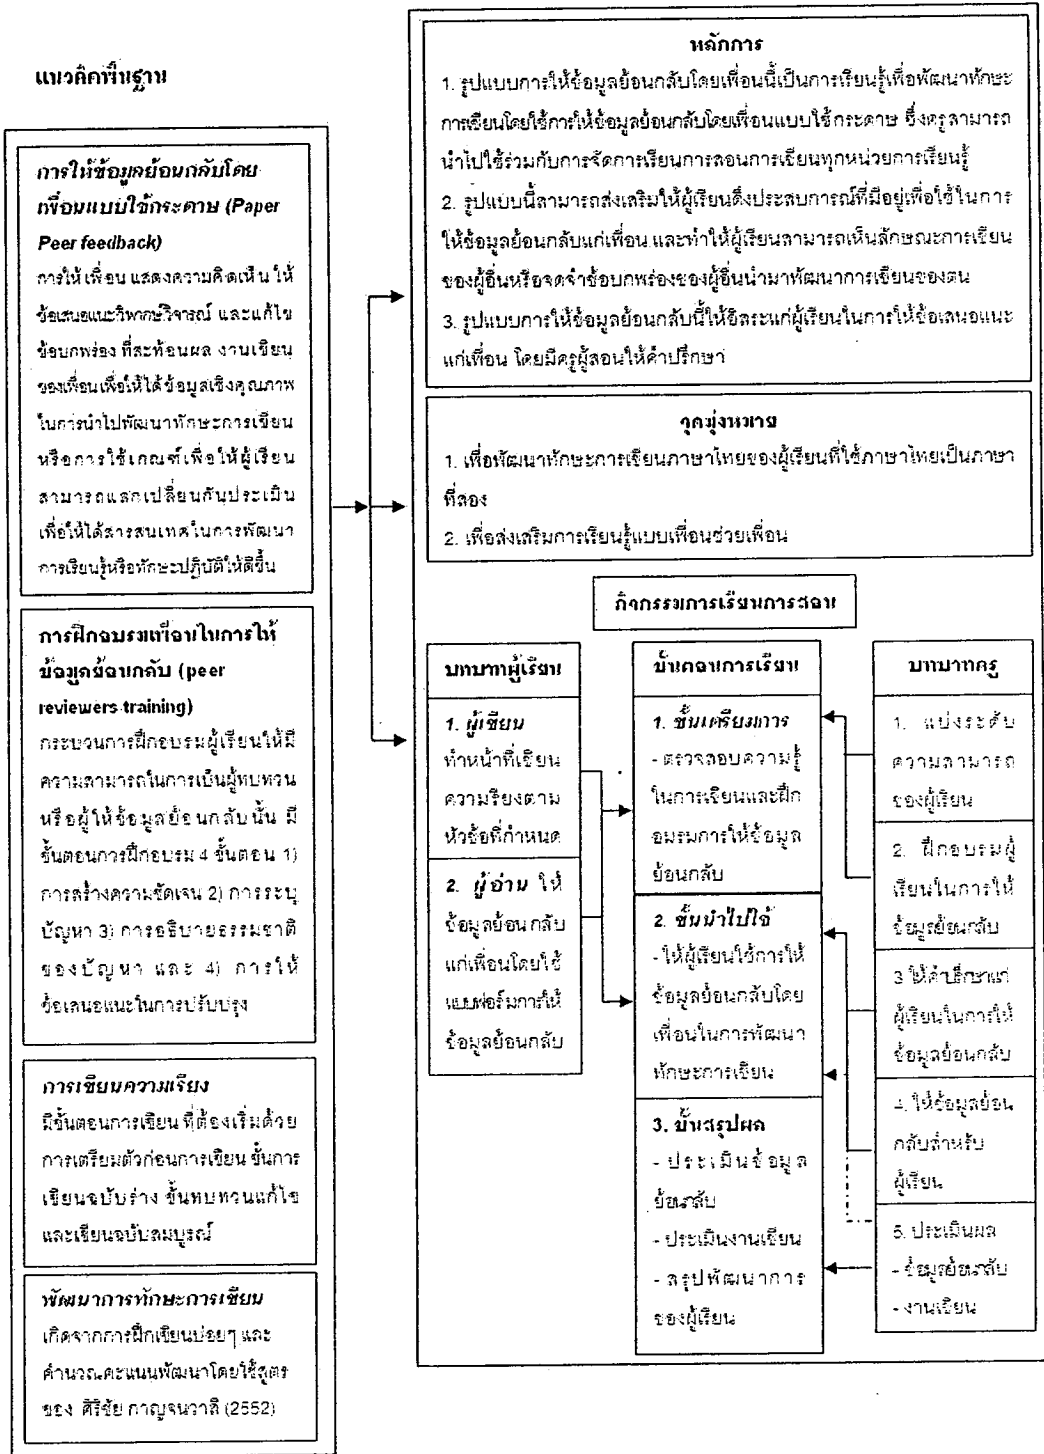 แนวคิดพื้นฐาน
การให้ข้อมูลย้อนกลับโดย
เพื่อนแบบใช้กระดาษ (Paper
Peer feedback)
การให้เพื่อนแสดงความคิดเห็น ให้
ข้อเสนอแนะวิพากษ์วิจารณ์ และแก้ไข
ข้อบกพร่อง ที่สะท้อนผล งานเขียน
ของเพื่อนเพื่อให้ได้ข้อมูลเชิงคุณภาพ
ในการนำไปพัฒนาทักษะการเขียน
หรือการใช้เกณฑ์เพื่อให้ผู้เรียน
สามารถแลกเปลี่ยนกันประเมิน
เพื่อให้ได้สารสนเทศในการพัฒนา
การเรียนรู้หรือทักษะปฏิบัติให้ดีขึ้น
การฝึกอบรมเพื่อนในการให้
ข้อมูลย้อนกลับ (peer
reviewers training)
กระบวนการฝึกอบรมผู้เรียนให้มี
ความสามารถในการเป็นผู้ทบทวน
หรือผู้ให้ข้อมูลย้อนกลับนั้น มี
ขั้นตอนการฝึกอบรม 4 ขั้นตอน 1)
การสร้างความชัดเจน 2) การระบุ
ปัญหา 3) การอธิบายธรรมชาติ
ของปัญหา และ 4) การให้
ข้อเสนอแนะในการปรับปรุง
การเขียนความเรียง
มีขั้นตอนการเขียน ที่ต้องเริ่มด้วย
การเตรียมตัวก่อนการเขียน ขั้นการ
เขียนฉบับร่าง ขั้นทบทวนแก้ไข
และเขียนฉบับสมบูรณ์
พัฒนาการทักษะการเขียน
เกิดจากการฝึกเขียนบ่อยๆ และ
คำนวณคะแนนพัฒนาโดยใช้สูตร
ของ ศิริชัย กาญจนวาสี (2552)
หลักการ
1. รูปแบบการให้ข้อมูลย้อนกลับโดยเพื่อนนี้เป็นการเรียนรู้เพื่อพัฒนาทักษะ
การเขียนโดยใช้การให้ข้อมูลย้อนกลับโดยเพื่อนแบบใช้กระดาษ ซึ่งครูสามารถ
นำไปใช้ร่วมกับการจัดการเรียนการสอนการเขียนทุกหน่วยการเรียนรู้
2. รูปแบบนี้สามารถส่งเสริมให้ผู้เรียนดึงประสบการณ์ที่มีอยู่เพื่อใช้ในการ
ให้ข้อมูลย้อนกลับแก่เพื่อน และทำให้ผู้เรียนสามารถเห็นลักษณะการเขียน
ของผู้อื่นหรือจดจำข้อบกพร่องของผู้อื่นนำมาพัฒนาการเขียนของตน
3. รูปแบบการให้ข้อมูลย้อนกลับนี้ให้อิสระแก่ผู้เรียนในการให้ข้อเสนอแนะ
แก่เพื่อน โดยมีครูผู้สอนให้คำปรึกษา
จุดมุ่งหมาย
1. เพื่อพัฒนาทักษะการเขียนภาษาไทยของผู้เรียนที่ใช้ภาษาไทยเป็นภาษา
ที่สอง
2. เพื่อส่งเสริมการเรียนรู้แบบเพื่อนช่วยเพื่อน
กิจกรรมการเรียนการสอน
บทบาทผู้เรียน
1. ผู้เขียน
ทำหน้าที่เขียน
ความเรียงตาม
หัวข้อที่กำหนด
2. ผู้อ่าน ให้
ข้อมูลย้อนกลับ
แก่เพื่อนโดยใช้
แบบฟอร์มการให้
ข้อมูลย้อนกลับ
ขั้นตอนการเรียน
1. ขั้นเตรียมการ
- ตรวจสอบความรู้
ในการเขียนและฝึก
อบรมการให้ข้อมูล
ย้อนกลับ
2. ขั้นนำไปใช้
- ให้ผู้เรียนใช้การให้
ข้อมูลย้อนกลับโดย
เพื่อนในการพัฒนา
ทักษะการเขียน
3. ขั้นสรุปผล
- ประเมินข้อมูล
ย้อนกลับ
- ประเมินงานเขียน
- สรุปพัฒนาการ
ของผู้เรียน
บทบาทครู
1. แบ่งระดับ
ความสามารถ
ของผู้เรียน
2. ฝึกอบรมผู้
เรียนในการให้
ข้อมูลย้อนกลับ
3 ให้คำปรึกษาแก่
ผู้เรียนในการให้
ข้อมูลย้อนกลับ
4. ให้ข้อมูลย้อน
กลับสำหรับ
ผู้เรียน
5. ประเมินผล
- ข้อมูลย้อนกลับ
- งานเขียน